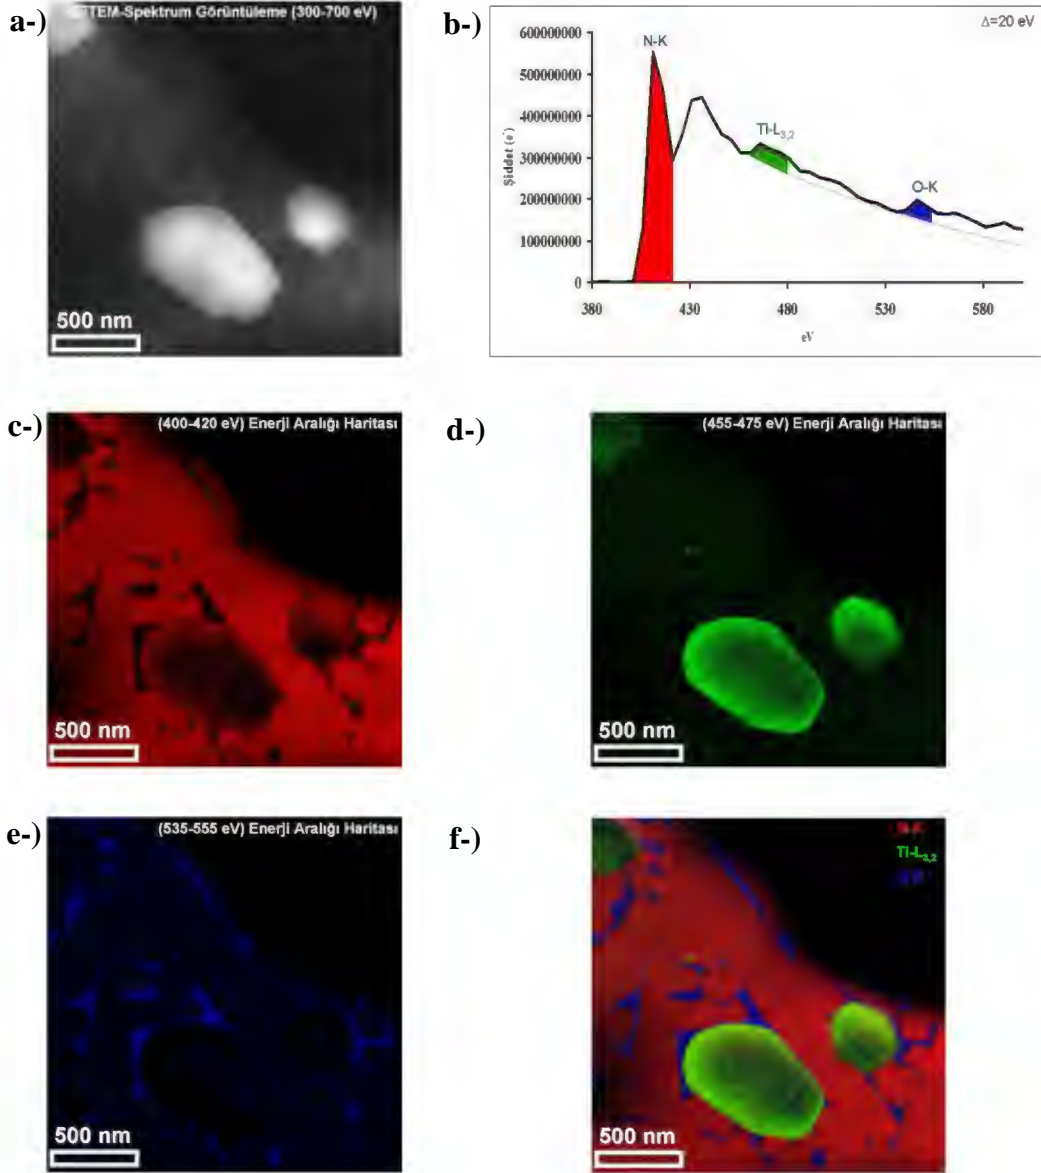 a-)
STEM-Spektrum Görüntüleme (300-700 eV)
500 nm
b-)
Δ=20 eV
600000000
500000000
400000000
300000000
200000000
100000000
0
Şiddet (e⁻)
N-K
Ti-L3,2
O-K
380
430
480
530
580
eV
c-)
(400-420 eV) Enerji Aralığı Haritası
500 nm
d-)
(455-475 eV) Enerji Aralığı Haritası
500 nm
e-)
(535-555 eV) Enerji Aralığı Haritası
500 nm
f-)
N-K
Ti-L3,2
500 nm